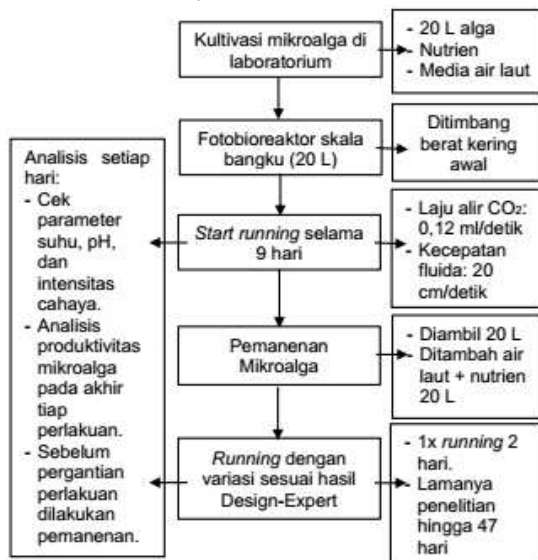 Kultivasi mikroalga di
laboratorium
- 20 L alga
- Nutrien
- Media air laut
Fotobioreaktor skala
bangku (20 L)
Ditimbang
berat kering
awal
Analisis setiap
hari:
- Cek
parameter
suhu, pH,
dan
intensitas
cahaya.
- Analisis
produktivitas
mikroalga
pada akhir
tiap
perlakuan.
- Sebelum
pergantian
perlakuan
dilakukan
pemanenan.
Start running selama
9 hari
- Laju alir CO₂:
0,12 ml/detik
- Kecepatan
fluida: 20
cm/detik
Pemanenan
Mikroalga
- Diambil 20 L
- Ditambah air
laut + nutrien
20 L
Running dengan
variasi sesuai hasil
Design-Expert
- 1x running 2
hari.
- Lamanya
penelitian
hingga 47
hari